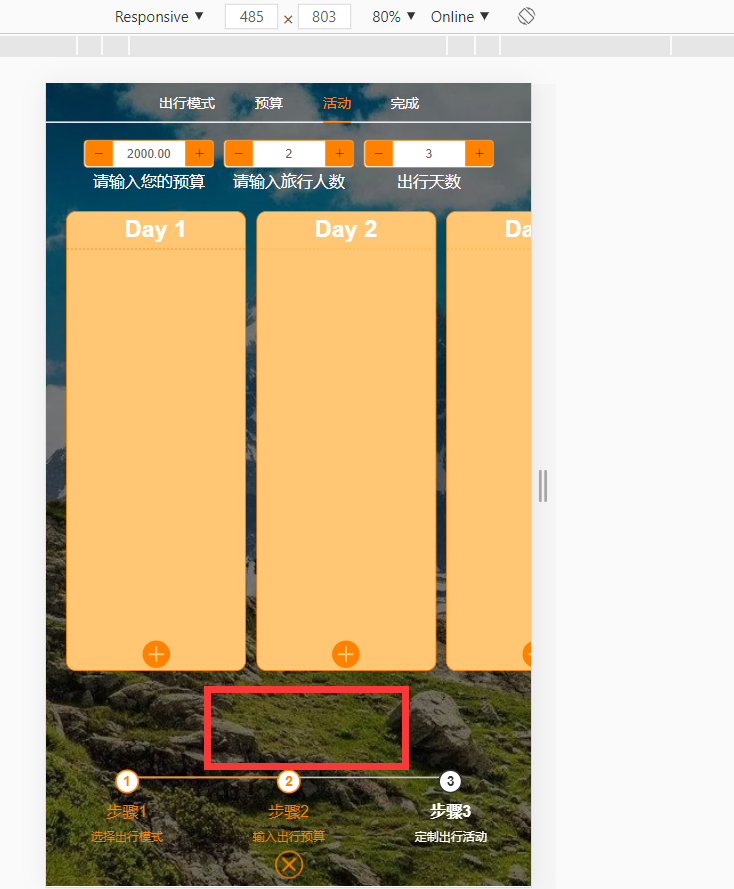 Responsive ▼ 485 × 803 80% ▼ Online ▼
出行模式 预算 活动 完成
− 2000.00 + − 2 + − 3 +
请输入您的预算 请输入旅行人数 出行天数
Day 1 Day 2 Da
1 2 3
步骤1 步骤2 步骤3
选择出行模式 输入出行预算 定制出行活动